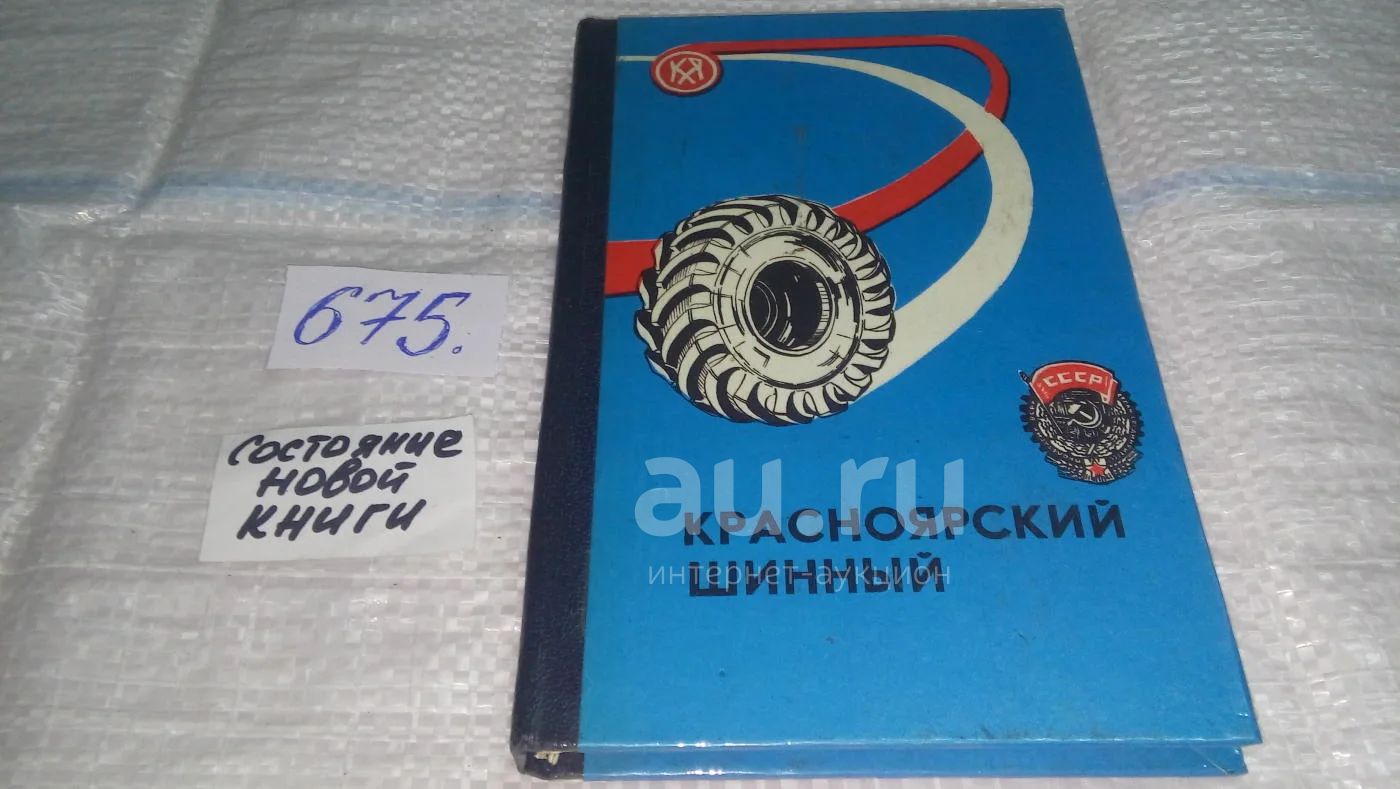 675.
Состояние
новой
книги
СССР
au.ru
КРАСНОЯРСКИЙ
интернет-аукцион
ШИННЫЙ